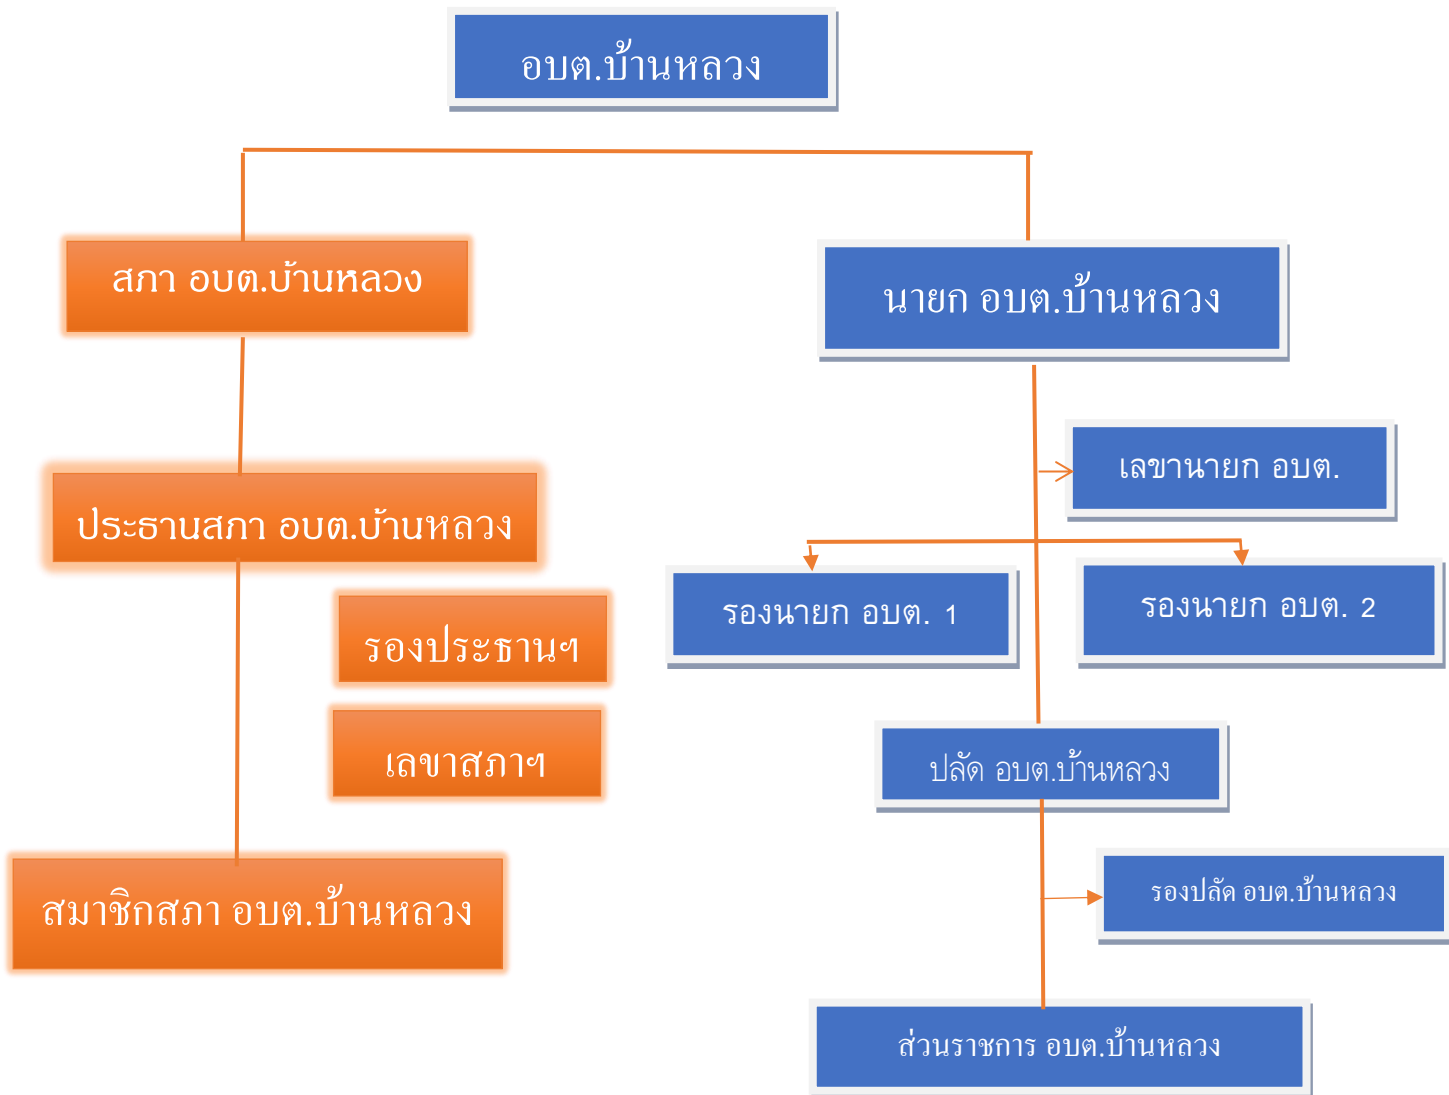 อบต.บ้านหลวง
สภา อบต.บ้านหลวง
นายก อบต.บ้านหลวง
เลขานายก อบต.
ประธานสภา อบต.บ้านหลวง
รองนายก อบต. 1
รองนายก อบต. 2
รองประธานฯ
เลขาสภาฯ
ปลัด อบต.บ้านหลวง
สมาชิกสภา อบต.บ้านหลวง
รองปลัด อบต.บ้านหลวง
ส่วนราชการ อบต.บ้านหลวง